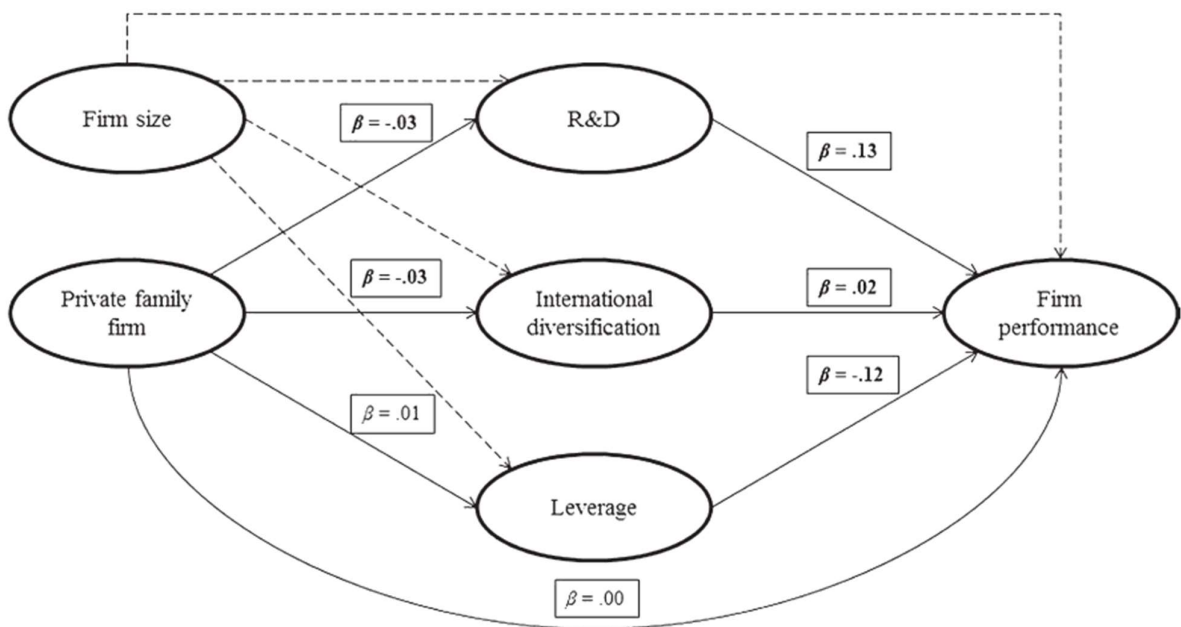 Firm size
R&D
β = -.03
β = .13
Private family
firm
β = -.03
International
diversification
β = .02
Firm
performance
β = .01
β = -.12
Leverage
β = .00